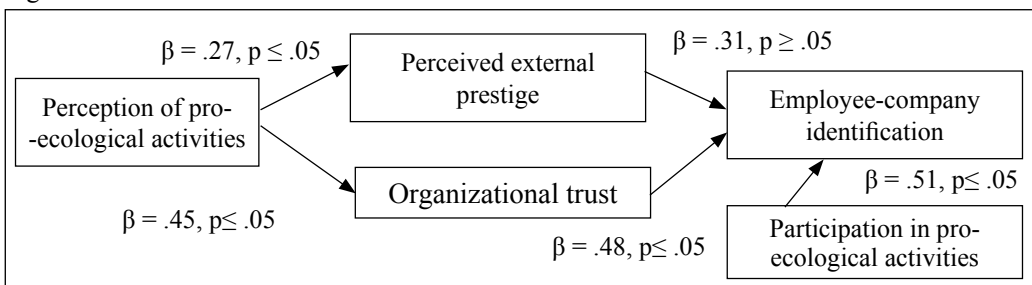 β = .27, p ≤ .05
β = .31, p ≥ .05
Perception of pro-
-ecological activities
Perceived external
prestige
Employee-company
identification
Organizational trust
β = .45, p≤ .05
β = .48, p≤ .05
β = .51, p≤ .05
Participation in pro-
ecological activities